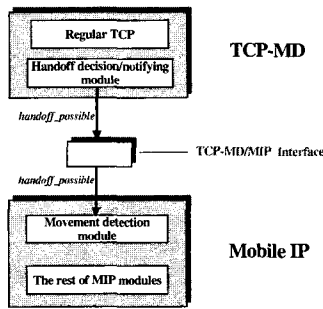 Regular TCP
TCP-MD
Handoff decision/notifying
module
handoff_possible
TCP-MD/MIP Interface
handoff_possible
Movement detection
module
Mobile IP
The rest of MIP modules